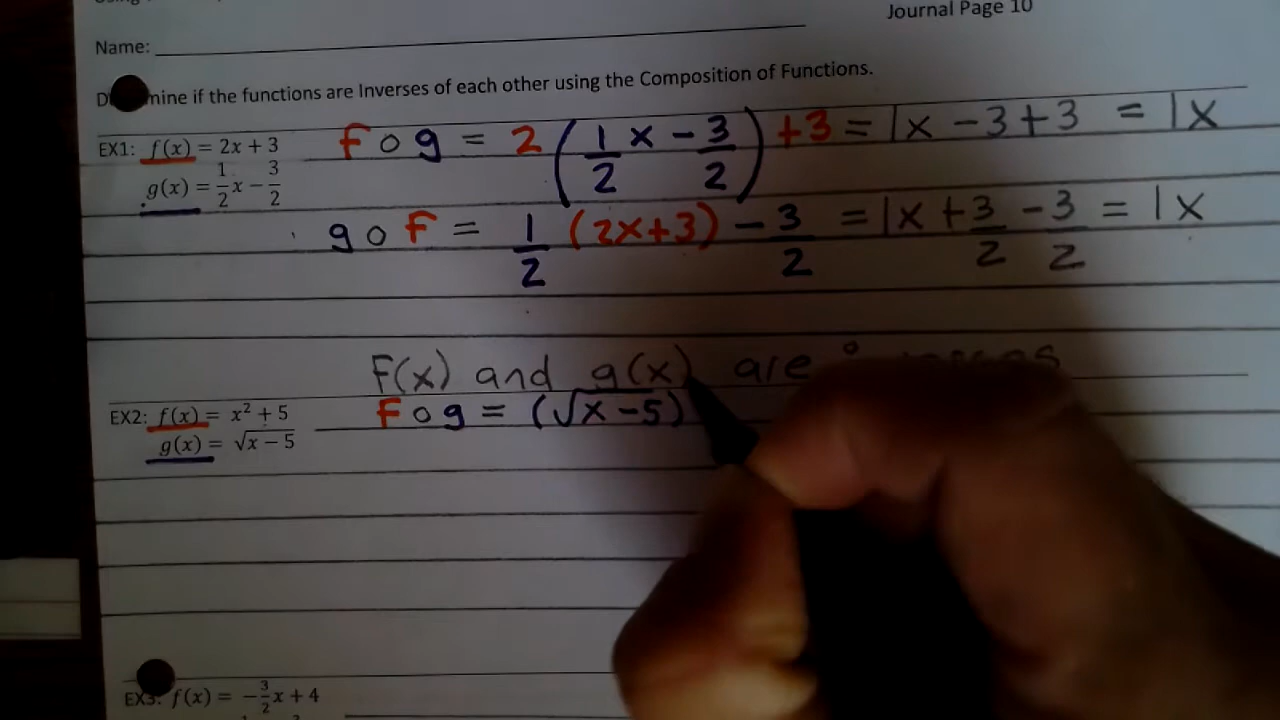 Journal Page 10
Name:
mine if the functions are Inverses of each other using the Composition of Functions.
EX1: f(x) = 2x + 3
g(x) = 1/2 x − 3/2
F o g = 2 (1/2 x − 3/2) +3 = 1x − 3 + 3 = 1x
g o F = 1/2 (2x+3) − 3/2 = 1x + 3/2 − 3/2 = 1x
F(x) and g(x) are
EX2: f(x) = x² + 5
g(x) = √x − 5
F o g = (√x − 5)
EX3: f(x) = −3/2 x + 4